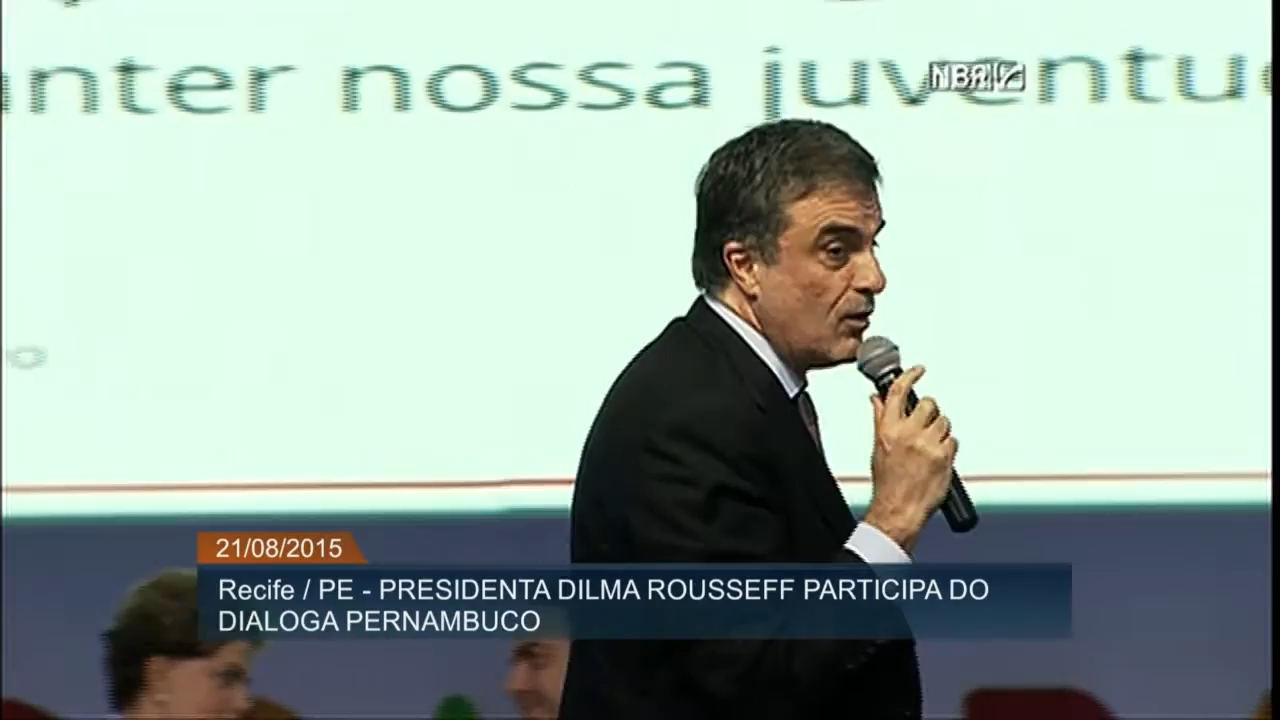 anter nossa juventu
NBR
21/08/2015
Recife / PE - PRESIDENTA DILMA ROUSSEFF PARTICIPA DO
DIALOGA PERNAMBUCO